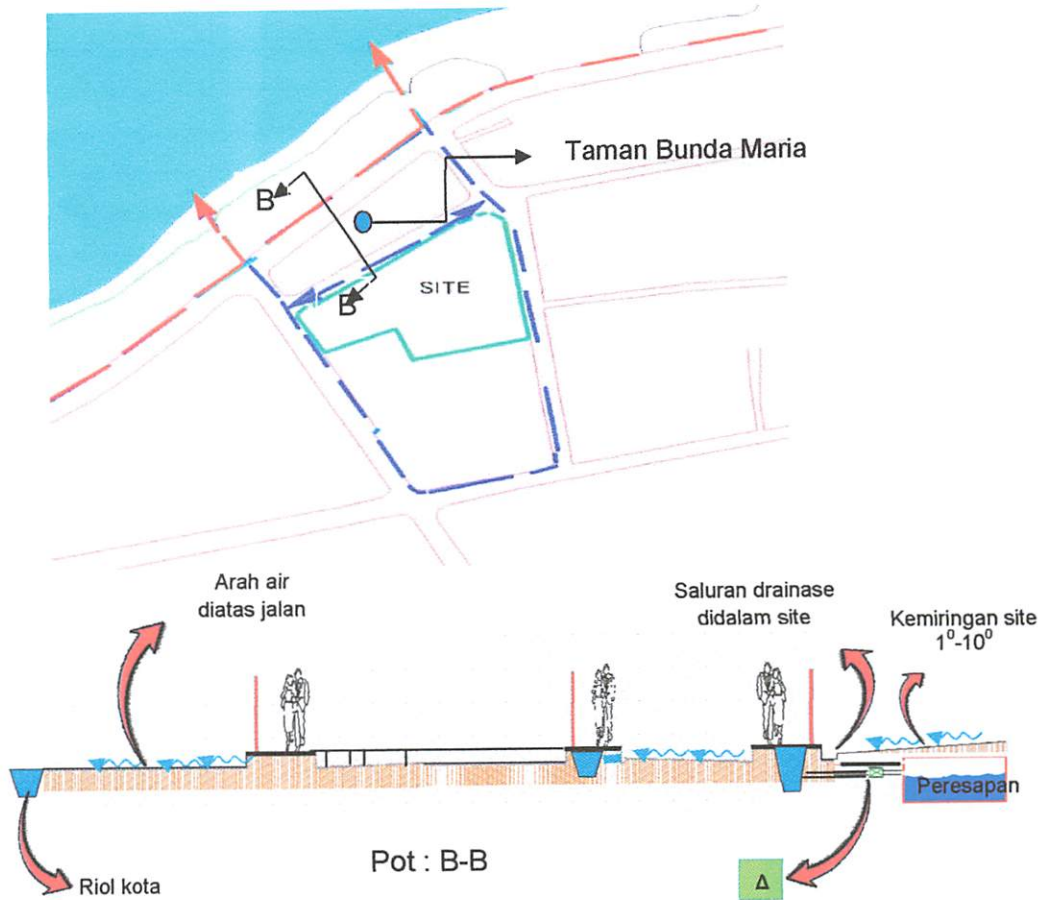 Taman Bunda Maria
B
B
SITE
Arah air
diatas jalan
Saluran drainase
didalam site
Kemiringan site
1⁰-10⁰
Peresapan
Pot : B-B
Riol kota
Δ